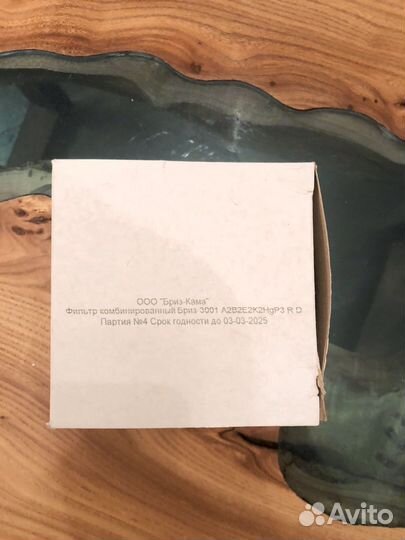 ООО "Бриз-Кама"
Фильтр комбинированный Бриз-3001 A2B2E2K2HgP3 R D
Партия №4 Срок годности до 03-03-2025
Avito